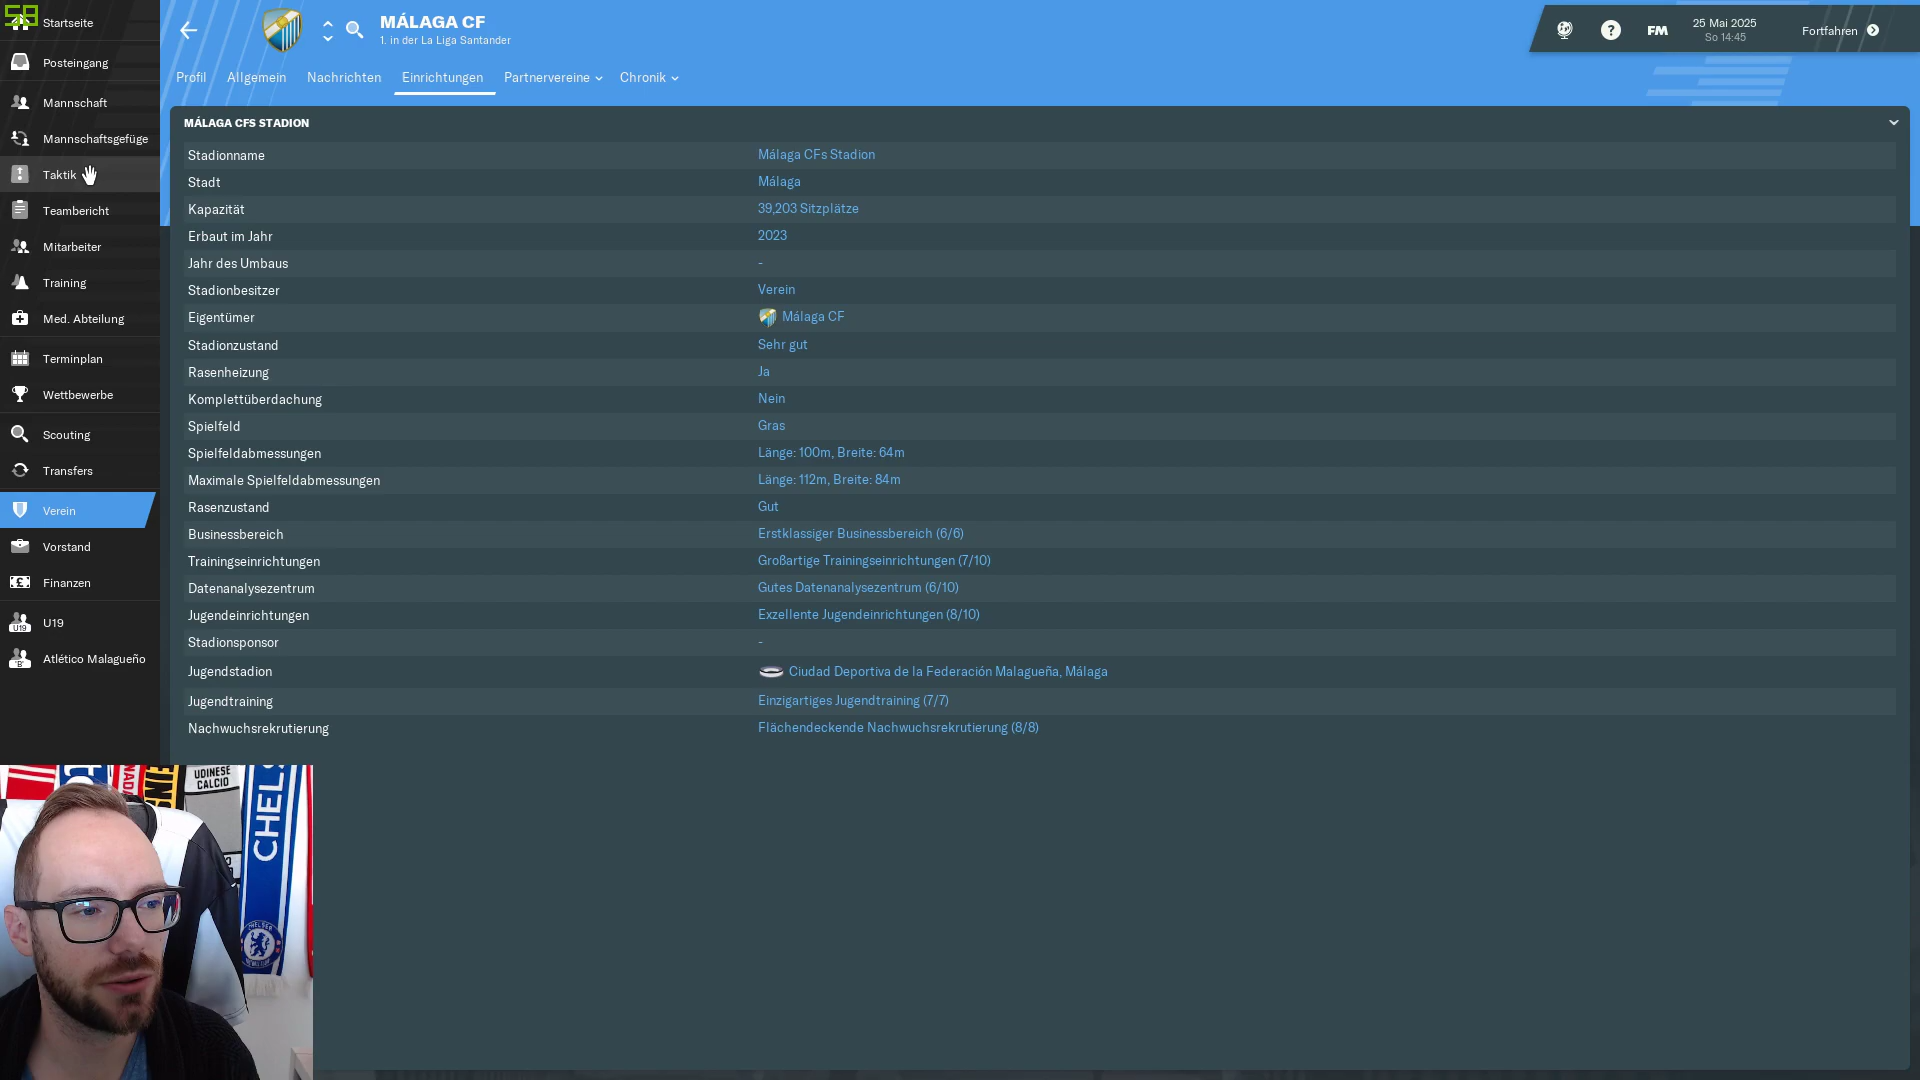 58
Startseite
Posteingang
Mannschaft
Mannschaftsgefüge
Taktik
Teambericht
Mitarbeiter
Training
Med. Abteilung
Terminplan
Wettbewerbe
Scouting
Transfers
Verein
Vorstand
Finanzen
U19
U19
"B"
Atlético Malagueño
MÁLAGA CF
1. in der La Liga Santander
FM
25 Mai 2025
So 14:45
Fortfahren
Profil
Allgemein
Nachrichten
Einrichtungen
Partnervereine
Chronik
MÁLAGA CFS STADION
Stadionname Málaga CFs Stadion
Stadt Málaga
Kapazität 39,203 Sitzplätze
Erbaut im Jahr 2023
Jahr des Umbaus -
Stadionbesitzer Verein
Eigentümer Málaga CF
Stadionzustand Sehr gut
Rasenheizung Ja
Komplettüberdachung Nein
Spielfeld Gras
Spielfeldabmessungen Länge: 100m, Breite: 64m
Maximale Spielfeldabmessungen Länge: 112m, Breite: 84m
Rasenzustand Gut
Businessbereich Erstklassiger Businessbereich (6/6)
Trainingseinrichtungen Großartige Trainingseinrichtungen (7/10)
Datenanalysezentrum Gutes Datenanalysezentrum (6/10)
Jugendeinrichtungen Exzellente Jugendeinrichtungen (8/10)
Stadionsponsor -
Jugendstadion Ciudad Deportiva de la Federación Malagueña, Málaga
Jugendtraining Einzigartiges Jugendtraining (7/7)
Nachwuchsrekrutierung Flächendeckende Nachwuchsrekrutierung (8/8)
UDINESE
CALCIO
CHELS